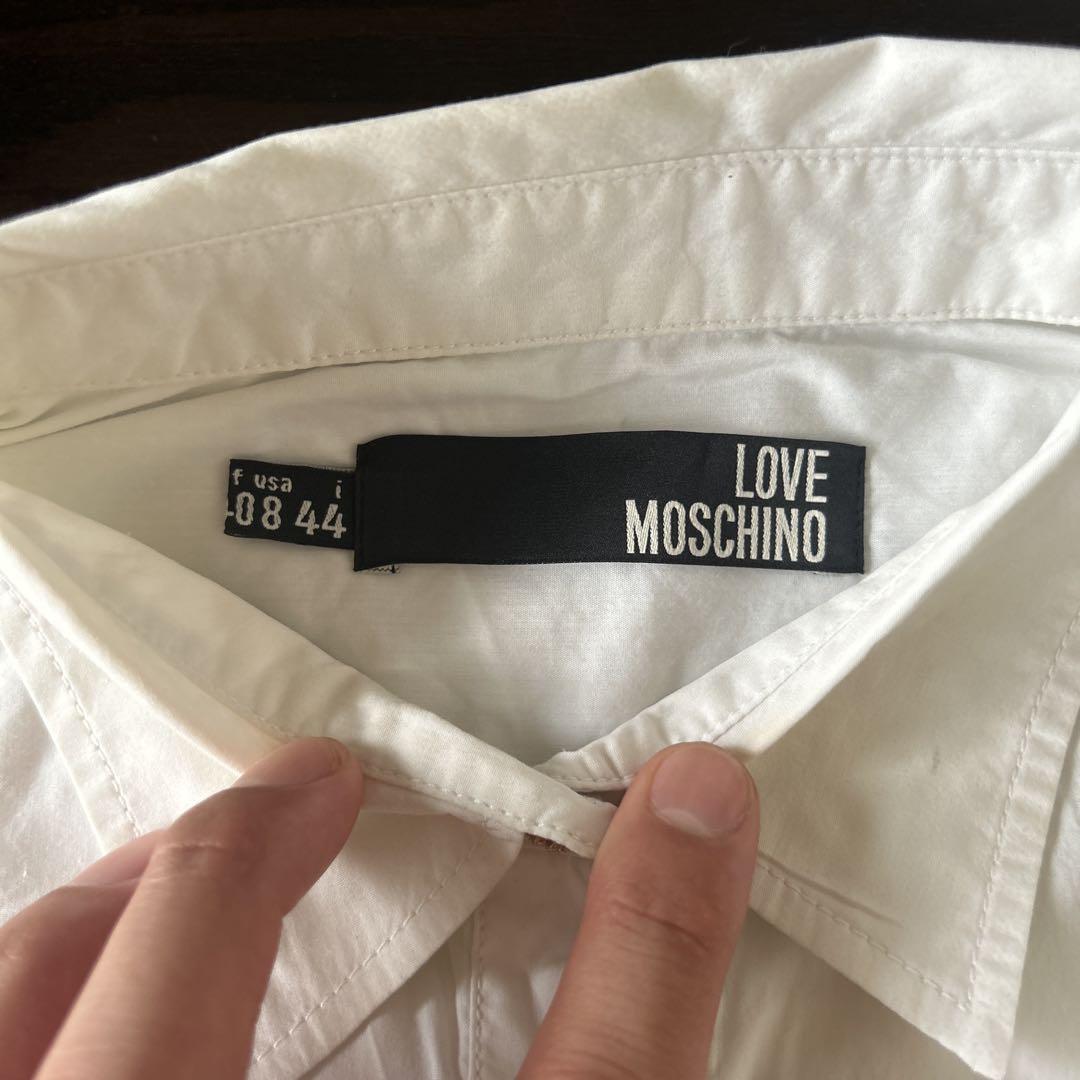 f usa i
08 44
LOVE
MOSCHINO